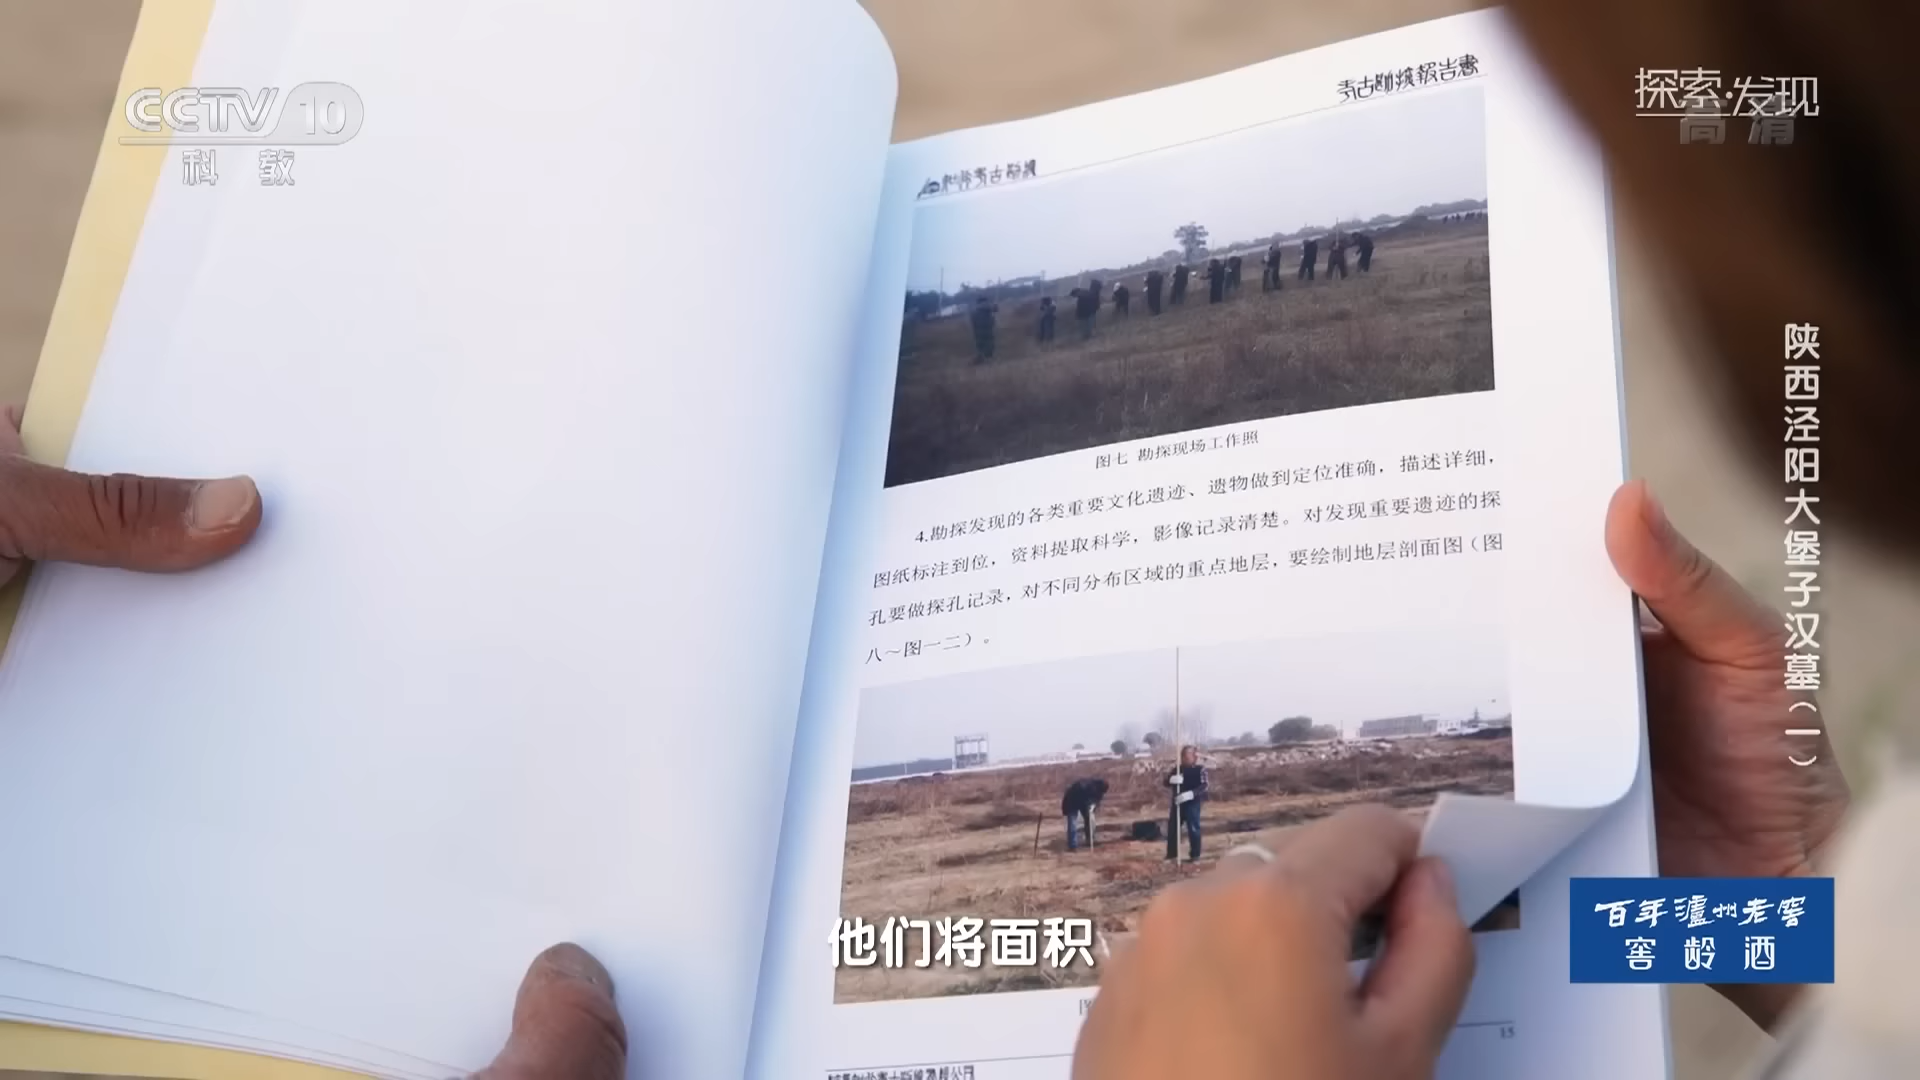 CCTV 10
科 教
探索·发现
高 清
考古勘探报告書
图七 勘探现场工作照
4.勘探发现的各类重要文化遗迹、遗物做到定位准确，描述详细，
图纸标注到位，资料提取科学，影像记录清楚。对发现重要遗迹的探
孔要做探孔记录，对不同分布区域的重点地层，要绘制地层剖面图（图
八～图一二）。
15
陕西泾阳大堡子汉墓（一）
他们将面积
百年泸州老窖
窖 龄 酒